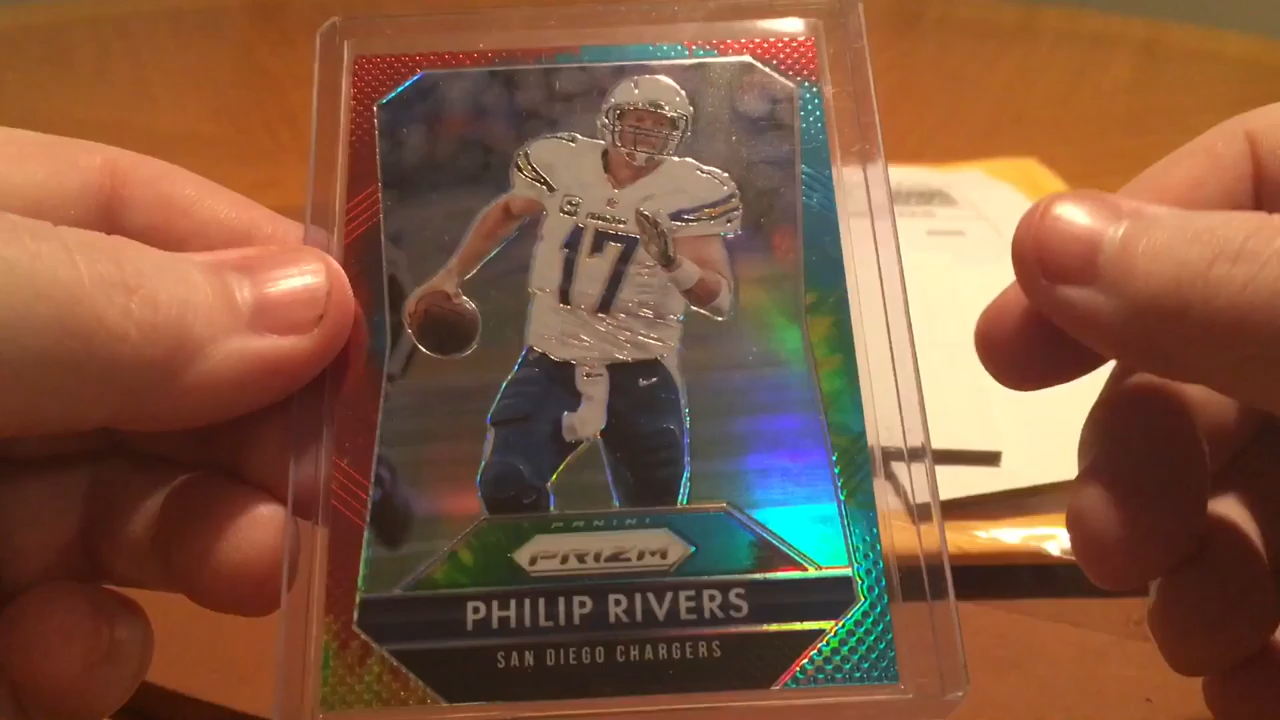 C
17
PANINI
PRIZM
PHILIP RIVERS
SAN DIEGO CHARGERS